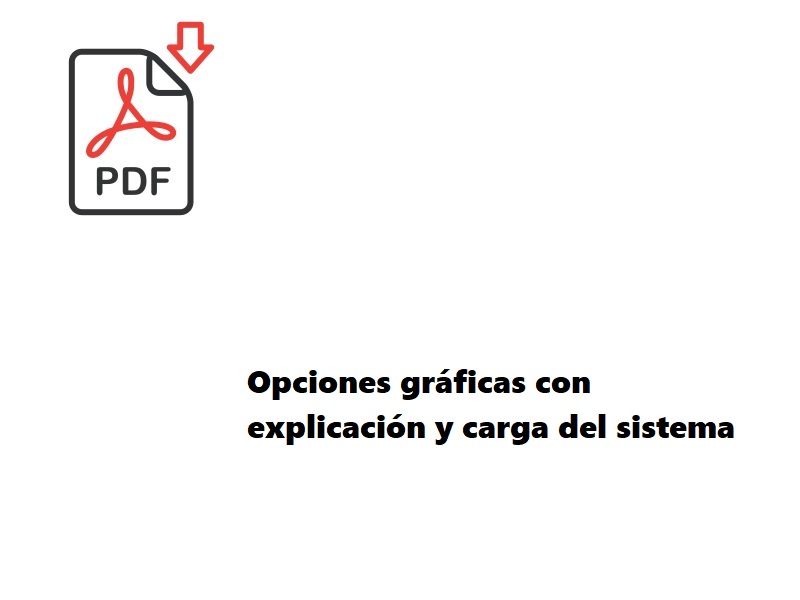 PDF
Opciones gráficas con
explicación y carga del sistema